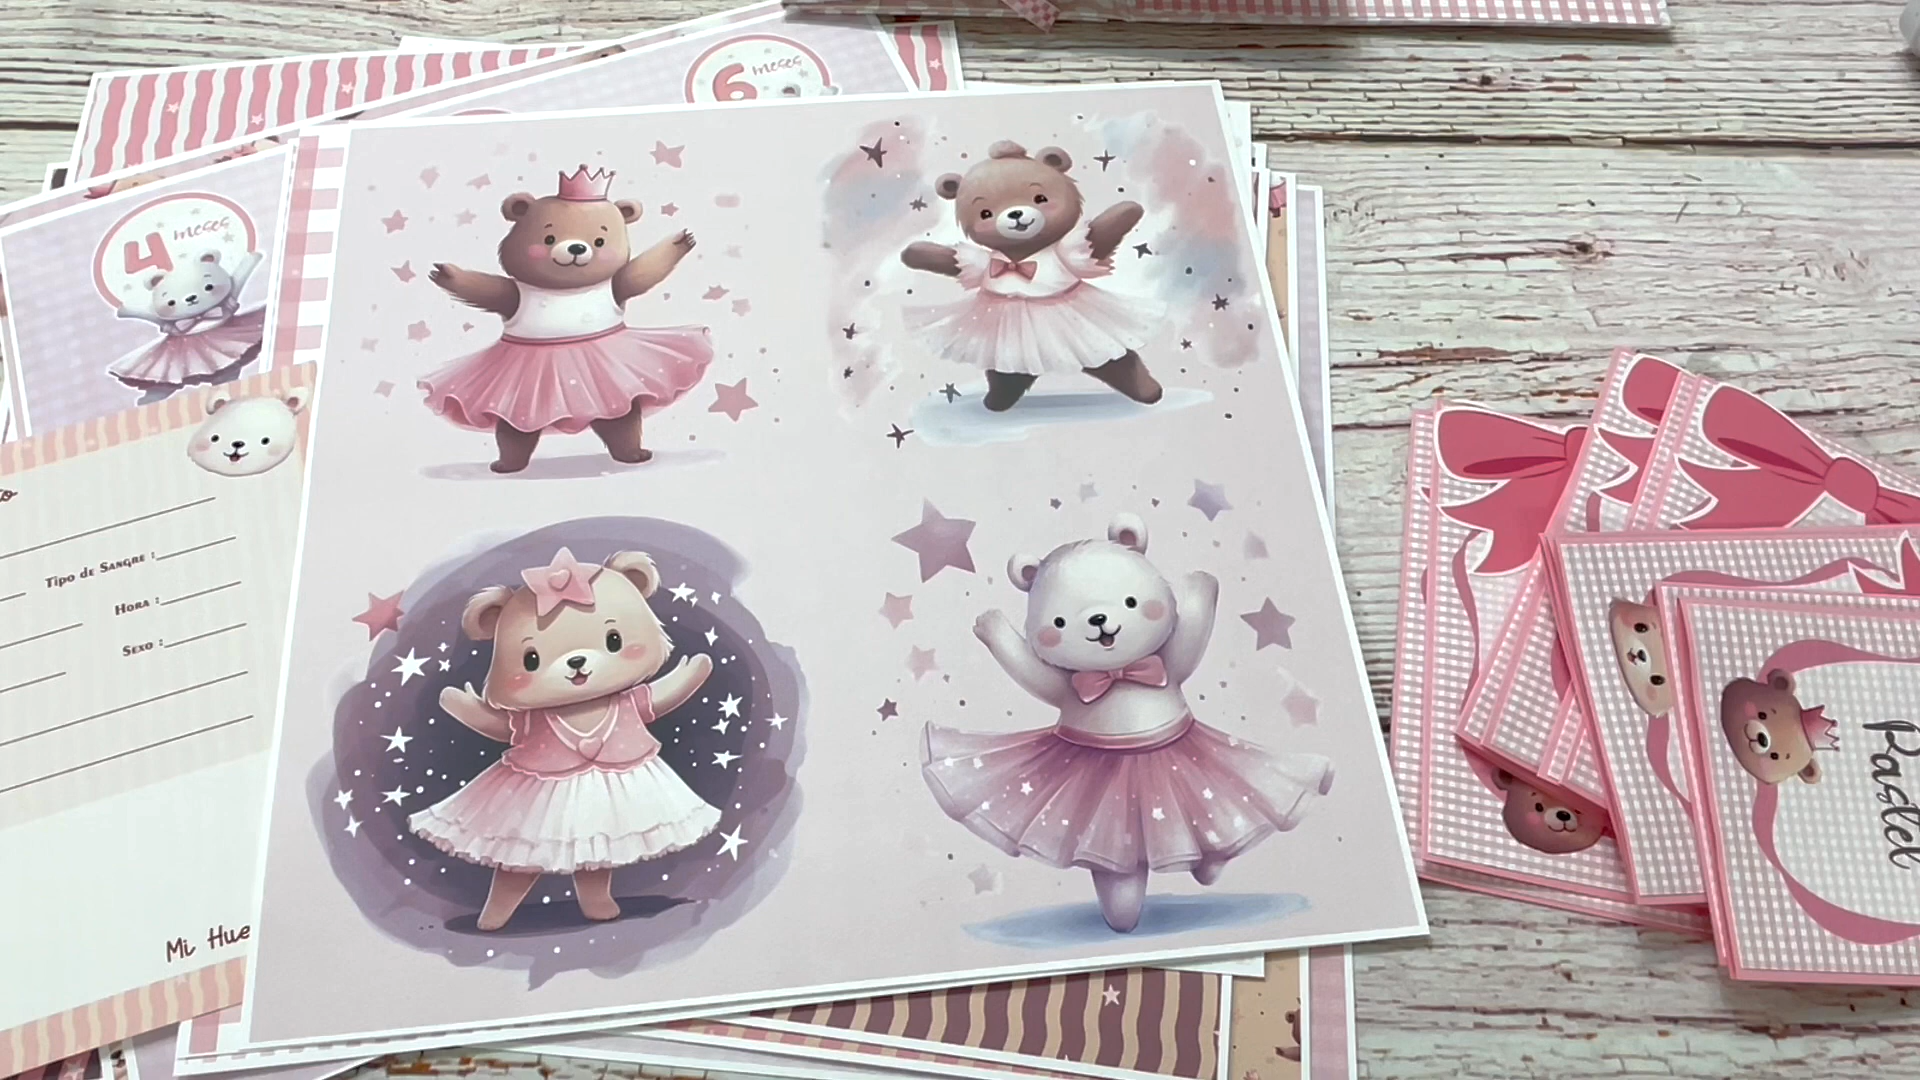 6 meses
4 meses
Tipo de Sangre :
Hora :
Sexo :
Mi Hue
Pastel